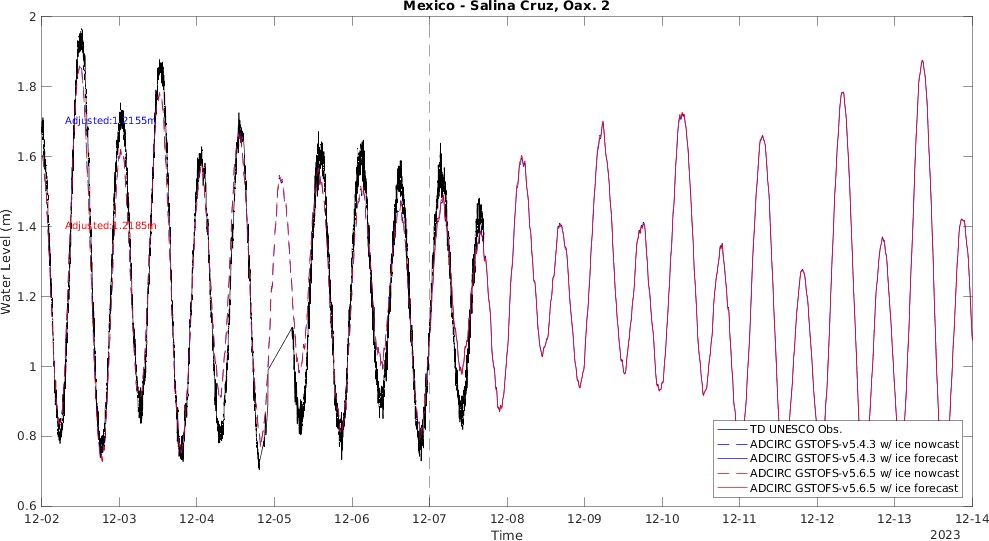 Mexico - Salina Cruz, Oax. 2
2
1.8
1.6
1.4
1.2
1
0.8
0.6
Water Level (m)
Adjusted:1.2155m
Adjusted:1.2185m
TD UNESCO Obs.
ADCIRC GSTOFS-v5.4.3 w/ ice nowcast
ADCIRC GSTOFS-v5.4.3 w/ ice forecast
ADCIRC GSTOFS-v5.6.5 w/ ice nowcast
ADCIRC GSTOFS-v5.6.5 w/ ice forecast
12-02 12-03 12-04 12-05 12-06 12-07 12-08 12-09 12-10 12-11 12-12 12-13 12-14
Time
2023